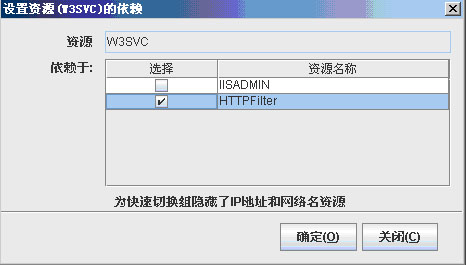 设置资源(W3SVC)的依赖
资源 W3SVC
依赖于: 选择 资源名称
IISADMIN
HTTPFilter
为快速切换组隐藏了IP地址和网络名资源
确定(O) 关闭(C)